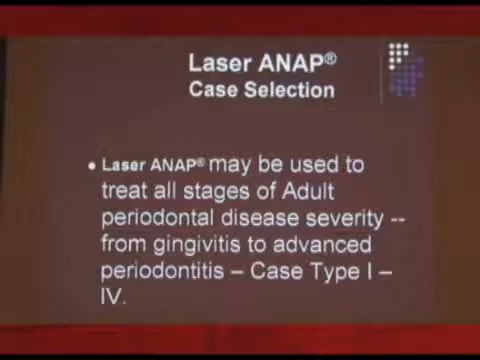 Laser ANAP®
Case Selection
• Laser ANAP® may be used to
treat all stages of Adult
periodontal disease severity --
from gingivitis to advanced
periodontitis – Case Type I –
IV.